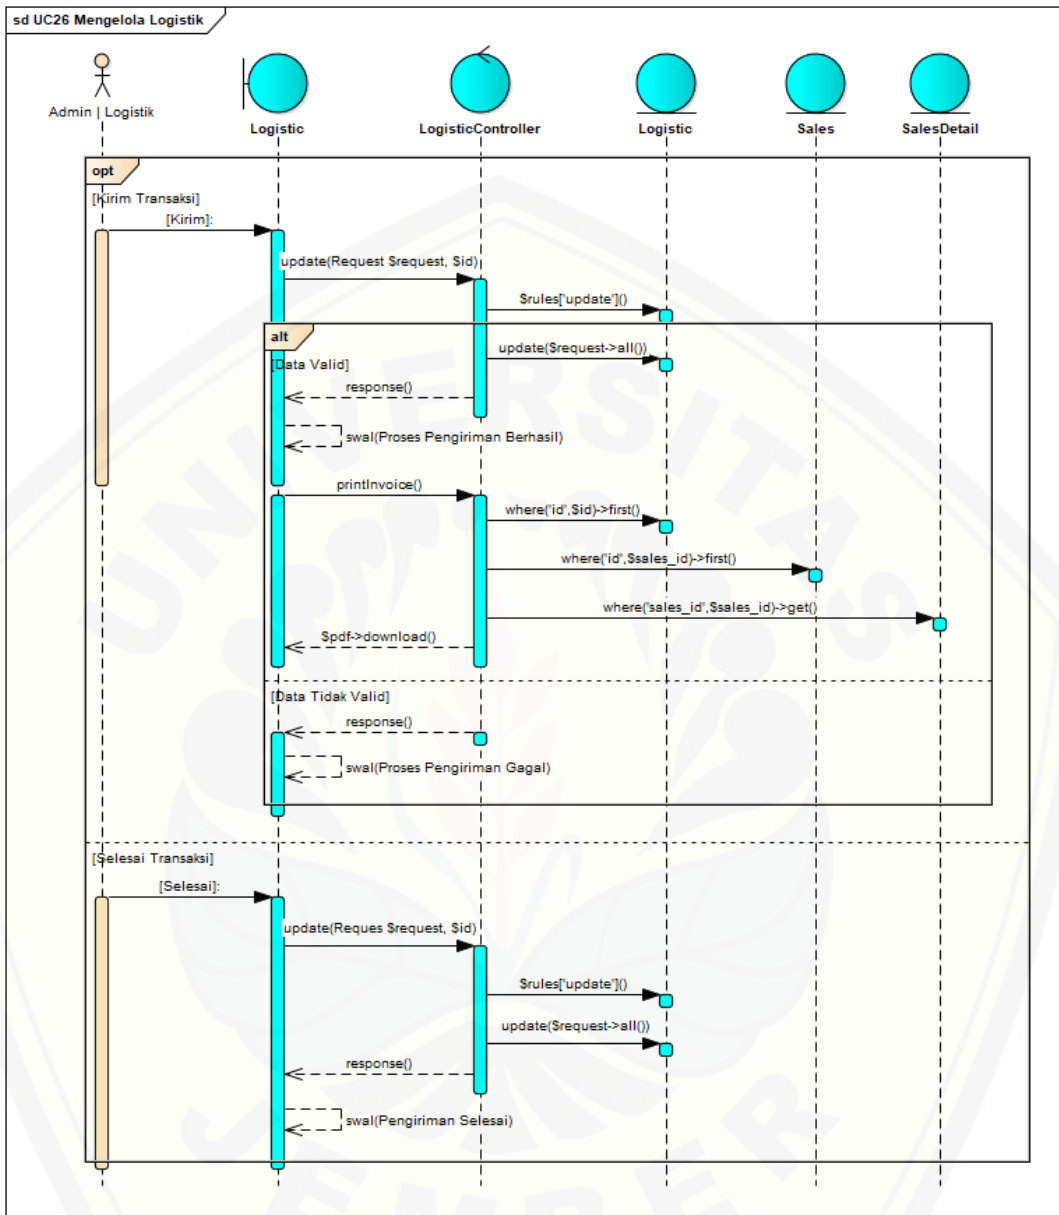 sd UC26 Mengelola Logistik
Admin | Logistik
Logistic
LogisticController
Logistic
Sales
SalesDetail
opt
[Kirim Transaksi]
[Kirim]:
update(Request $request, $id)
$rules['update']()
alt
update($request->all())
[Data Valid]
response()
swal(Proses Pengiriman Berhasil)
printInvoice()
where('id',$id)->first()
where('id',$sales_id)->first()
where('sales_id',$sales_id)->get()
$pdf->download()
[Data Tidak Valid]
response()
swal(Proses Pengiriman Gagal)
[Selesai Transaksi]
[Selesai]:
update(Reques $request, $id)
$rules['update']()
update($request->all())
response()
swal(Pengiriman Selesai)
UNIVERSITAS
JEMBER